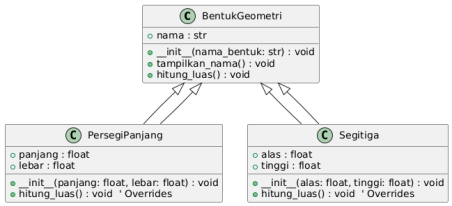 C BentukGeometri
nama : str
__init__(nama_bentuk: str) : void
tampilkan_nama() : void
hitung_luas() : void
C PersegiPanjang
panjang : float
lebar : float
__init__(panjang: float, lebar: float) : void
hitung_luas() : void ' Overrides
C Segitiga
alas : float
tinggi : float
__init__(alas: float, tinggi: float) : void
hitung_luas() : void ' Overrides